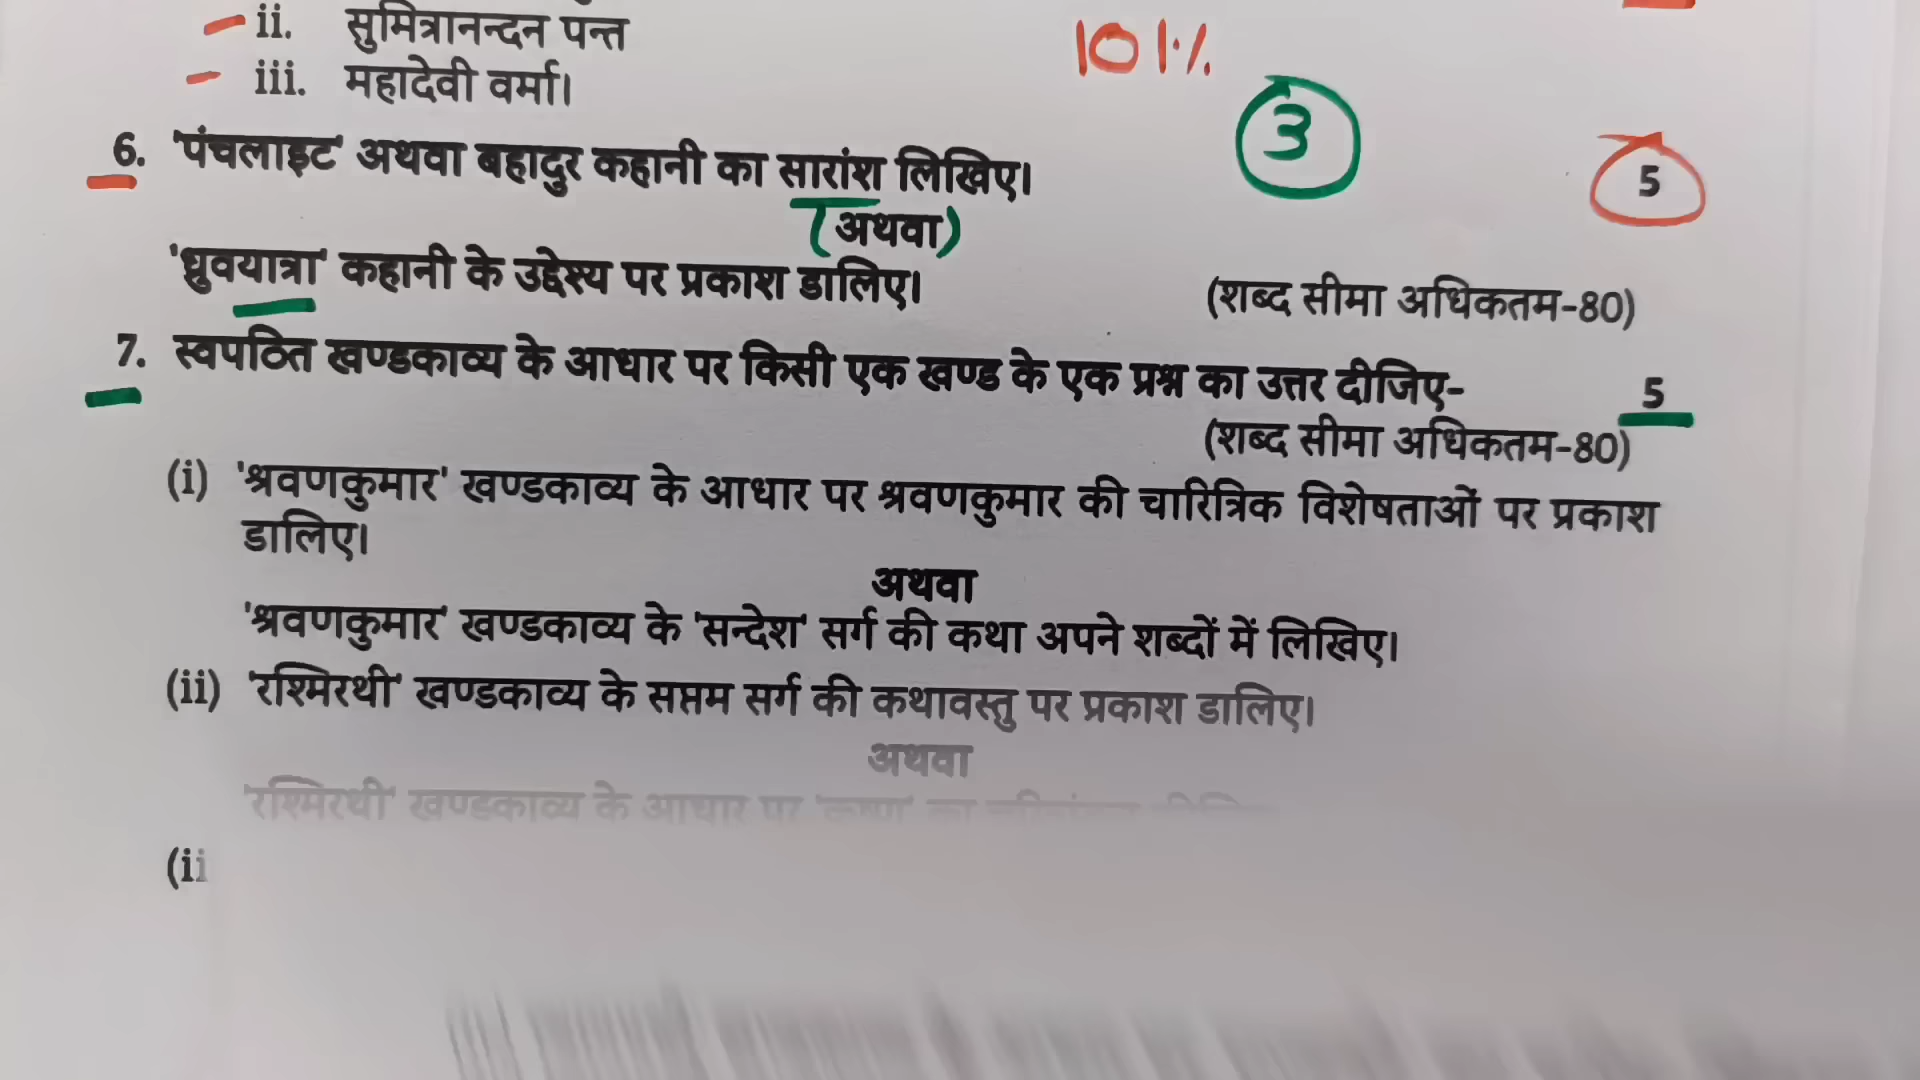 ii. सुमित्रानन्दन पन्त
iii. महादेवी वर्मा।
101%
3
6. 'पंचलाइट' अथवा बहादुर कहानी का सारांश लिखिए। 5
(अथवा)
'ध्रुवयात्रा' कहानी के उद्देश्य पर प्रकाश डालिए। (शब्द सीमा अधिकतम-80)
7. स्वपठित खण्डकाव्य के आधार पर किसी एक खण्ड के एक प्रश्न का उत्तर दीजिए- 5
(शब्द सीमा अधिकतम-80)
(i) 'श्रवणकुमार' खण्डकाव्य के आधार पर श्रवणकुमार की चारित्रिक विशेषताओं पर प्रकाश
डालिए।
अथवा
'श्रवणकुमार' खण्डकाव्य के 'सन्देश' सर्ग की कथा अपने शब्दों में लिखिए।
(ii) 'रश्मिरथी' खण्डकाव्य के सप्तम सर्ग की कथावस्तु पर प्रकाश डालिए।
अथवा
'रश्मिरथी' खण्डकाव्य के आधार पर
(ii